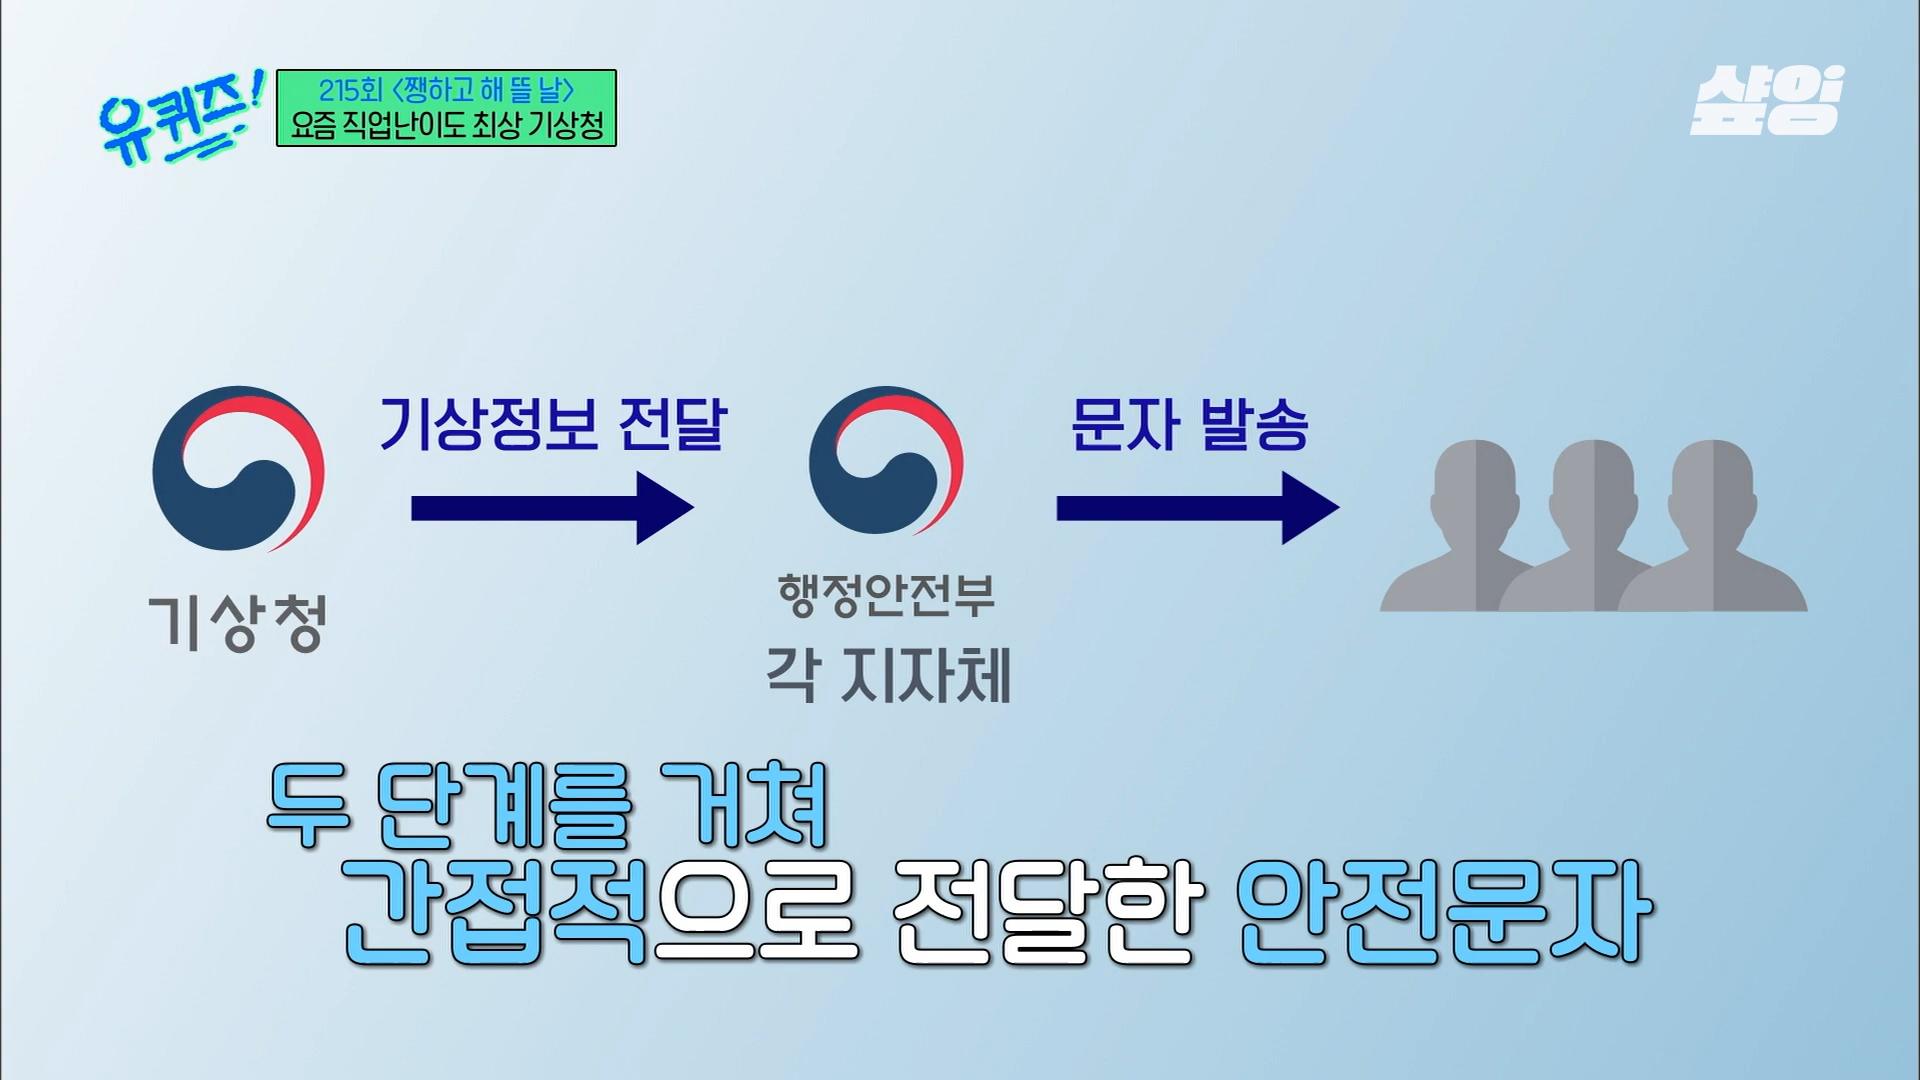 유퀴즈!
215회 <쨍하고 해 뜰 날>
요즘 직업난이도 최상 기상청
샾잉
기상정보 전달
문자 발송
기상청
행정안전부
각 지자체
두 단계를 거쳐
간접적으로 전달한 안전문자